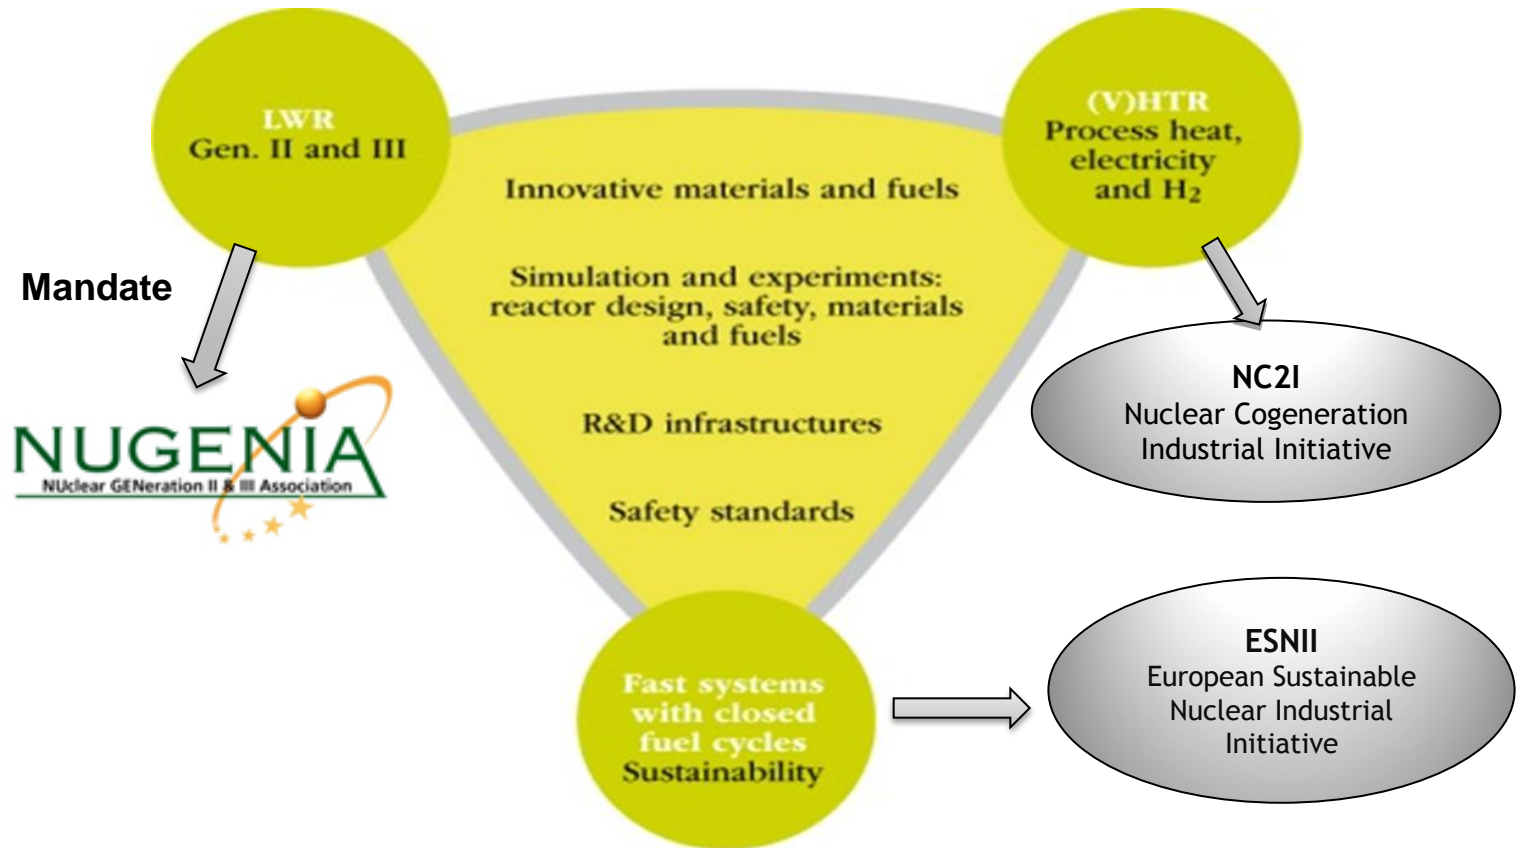 LWR
Gen. II and III
(V)HTR
Process heat,
electricity
and H₂
Innovative materials and fuels
Simulation and experiments:
reactor design, safety, materials
and fuels
R&D infrastructures
Safety standards
Mandate
NUGENIA
NUclear GENeration II & III Association
NC2I
Nuclear Cogeneration
Industrial Initiative
Fast systems
with closed
fuel cycles
Sustainability
ESNII
European Sustainable
Nuclear Industrial
Initiative